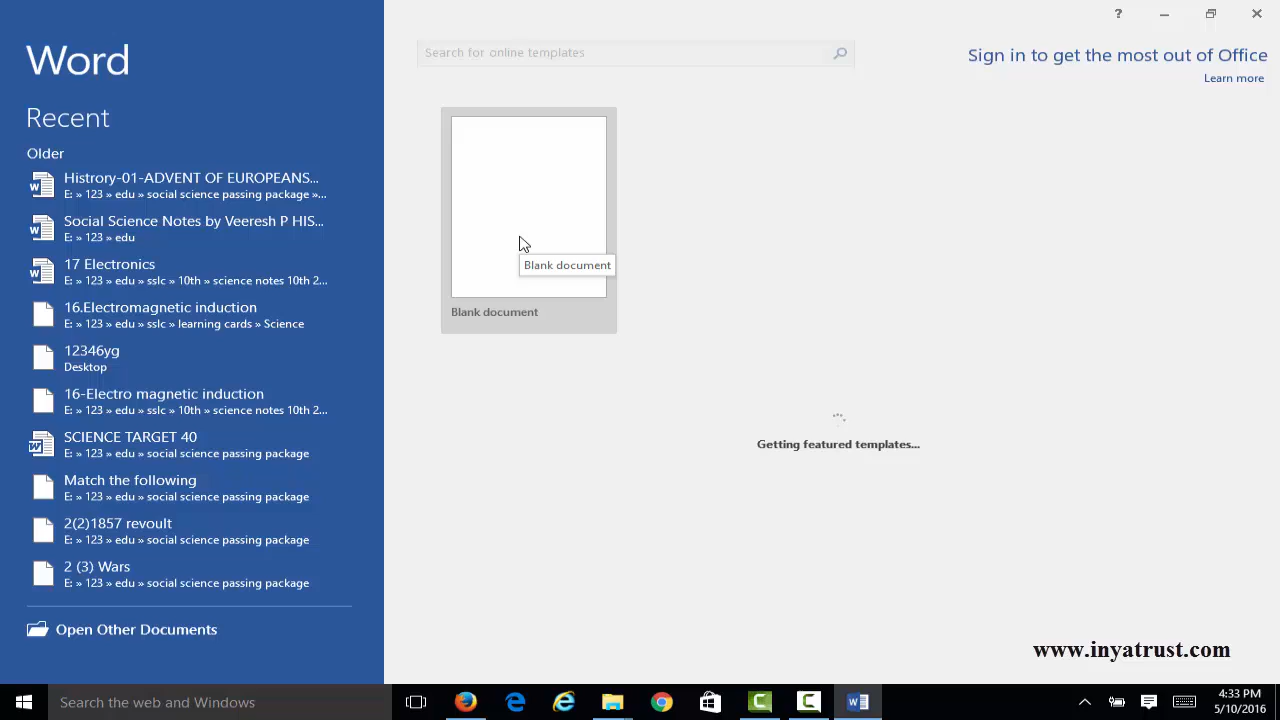 Word
Recent
Older
Histrory-01-ADVENT OF EUROPEANS...
E: » 123 » edu » social science passing package »...
Social Science Notes by Veeresh P HIS...
E: » 123 » edu
17 Electronics
E: » 123 » edu » sslc » 10th » science notes 10th 2...
16.Electromagnetic induction
E: » 123 » edu » sslc » learning cards » Science
12346yg
Desktop
16-Electro magnetic induction
E: » 123 » edu » sslc » 10th » science notes 10th 2...
SCIENCE TARGET 40
E: » 123 » edu » social science passing package
Match the following
E: » 123 » edu » social science passing package
2(2)1857 revoult
E: » 123 » edu » social science passing package
2 (3) Wars
E: » 123 » edu » social science passing package
Open Other Documents
Search for online templates
?
Sign in to get the most out of Office
Learn more
Blank document
Blank document
Getting featured templates...
www.inyatrust.com
Search the web and Windows
4:33 PM
5/10/2016